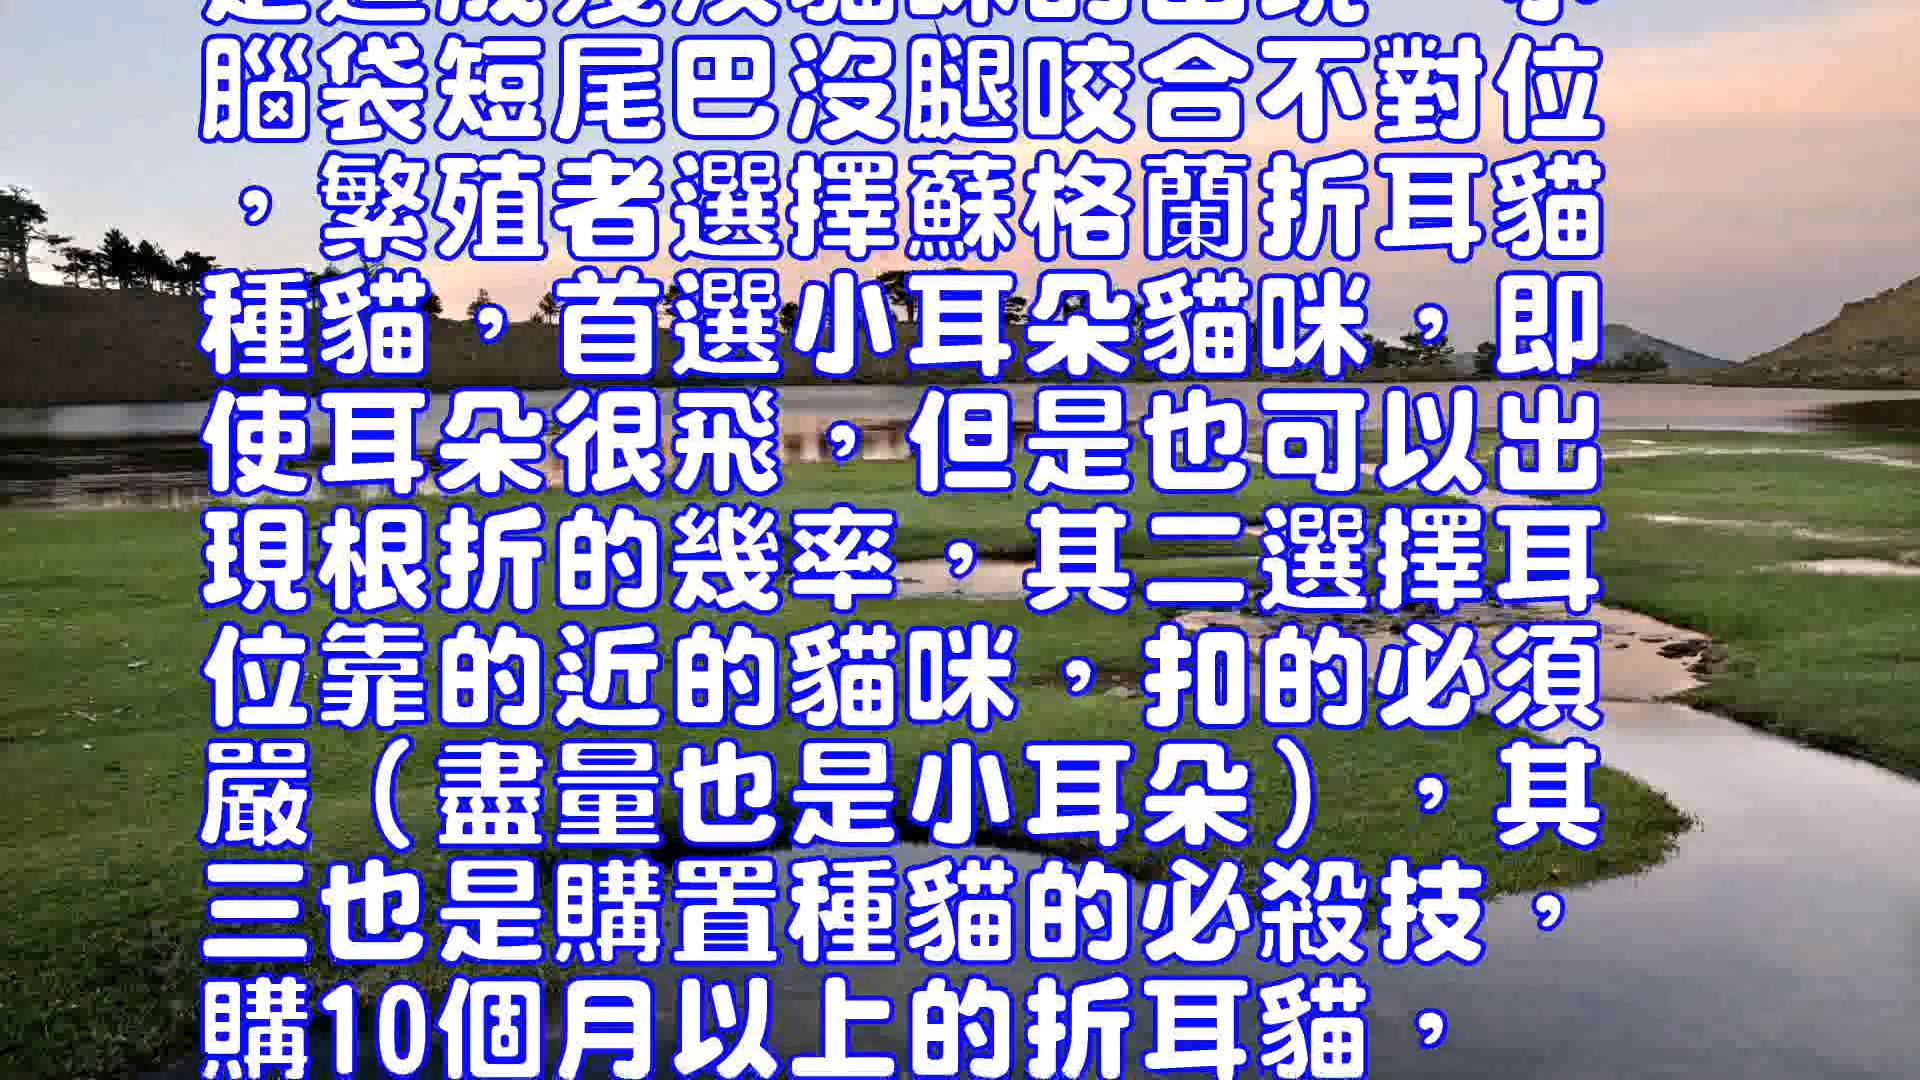 腦袋短尾巴沒腿咬合不對位
，繁殖者選擇蘇格蘭折耳貓
種貓，首選小耳朵貓咪，即
使耳朵很飛，但是也可以出
現根折的幾率，其二選擇耳
位靠的近的貓咪，扣的必須
嚴（盡量也是小耳朵），其
三也是購置種貓的必殺技，
購10個月以上的折耳貓，